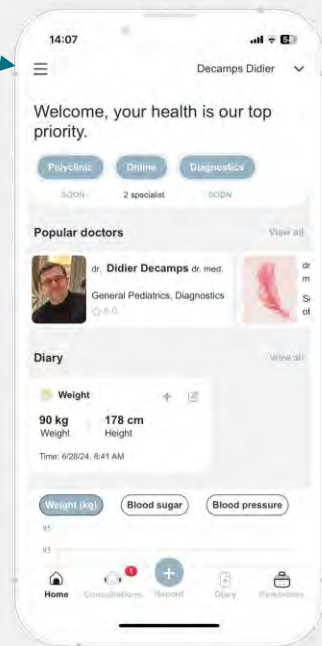 14:07
Decamps Didier
Welcome, your health is our top
priority.
Polyclinic Online Diagnostics
SOON 2 specialist SOON
Popular doctors View all
dr. Didier Decamps dr. med.
General Pediatrics, Diagnostics
5.0
dr
m
Diary View all
Weight
90 kg 178 cm
Weight Height
Time: 6/28/24, 8:41 AM
Weight (kg) Blood sugar Blood pressure
95
93
Home Consultations Record Diary Reminders